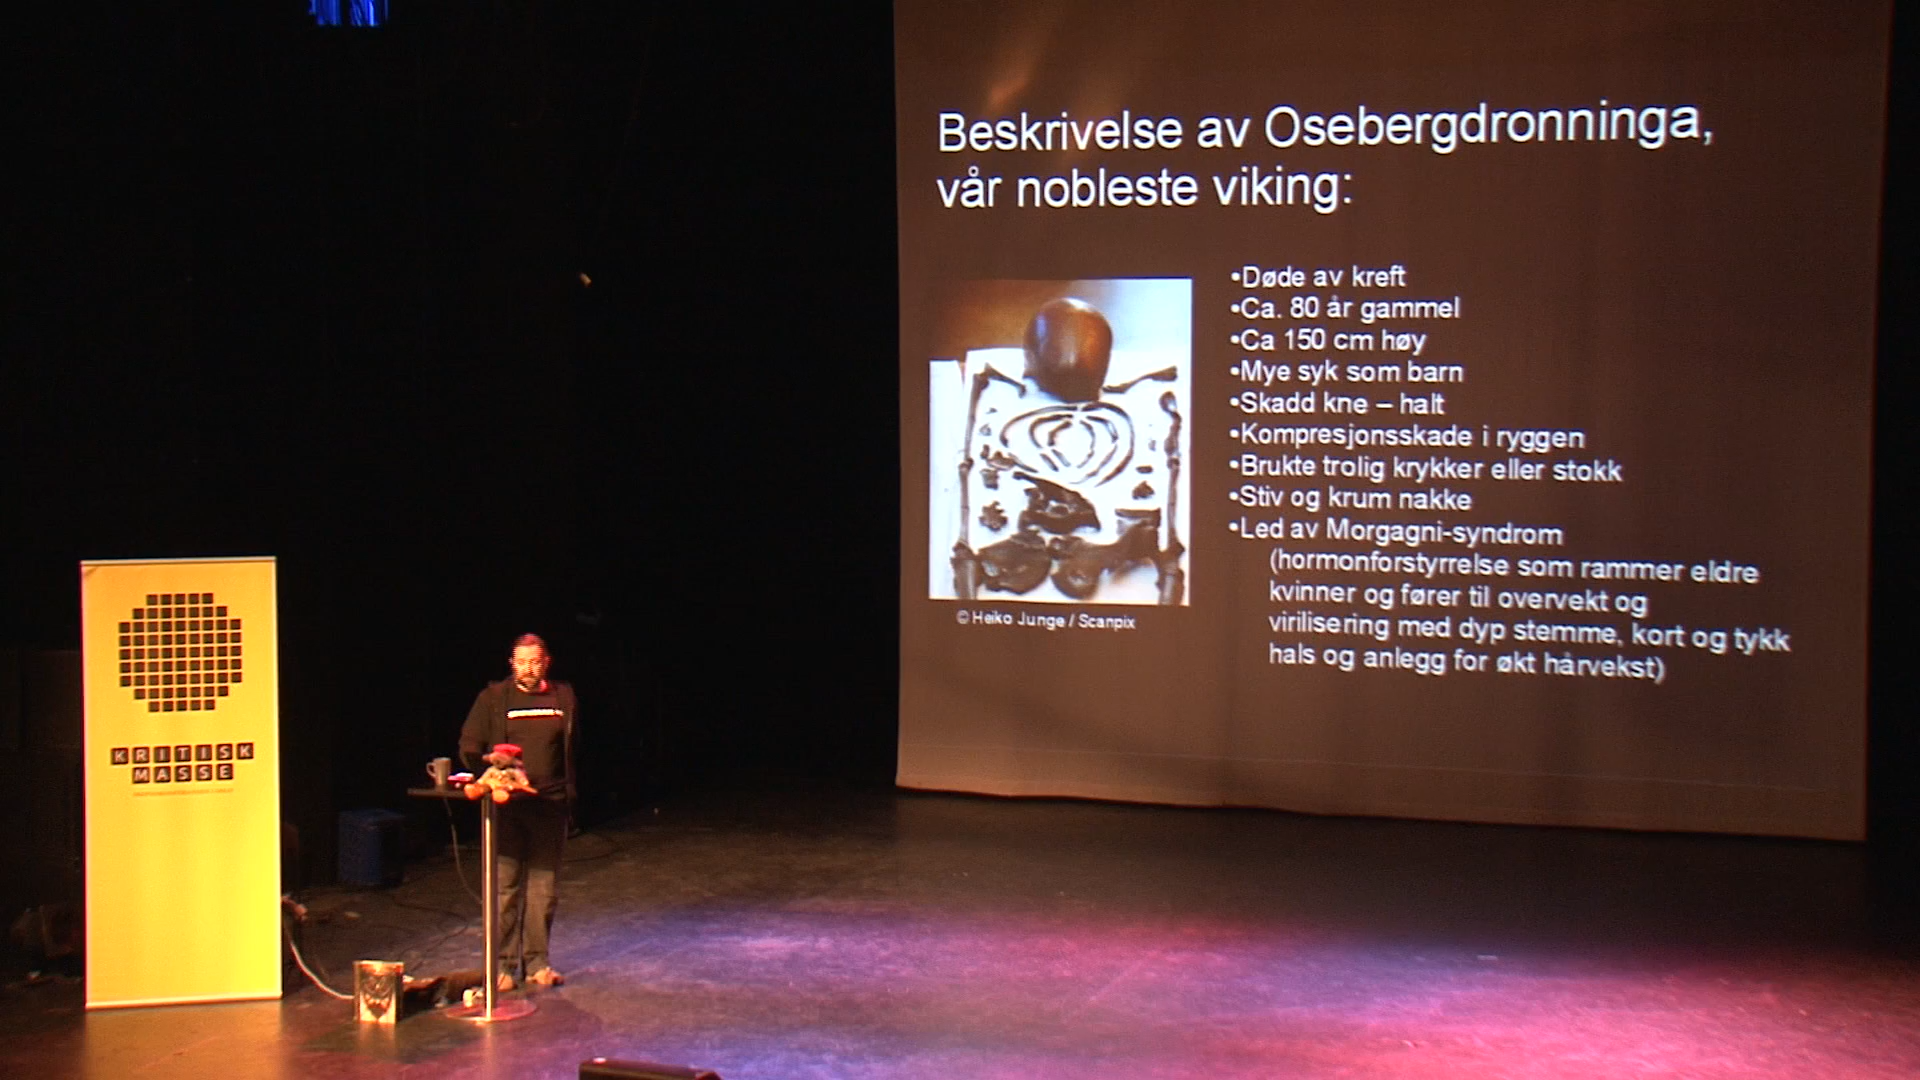 Beskrivelse av Osebergdronninga,
vår nobleste viking:
•Døde av kreft
•Ca. 80 år gammel
•Ca 150 cm høy
•Mye syk som barn
•Skadd kne – halt
•Kompresjonsskade i ryggen
•Brukte trolig krykker eller stokk
•Stiv og krum nakke
•Led av Morgagni-syndrom
(hormonforstyrrelse som rammer eldre
kvinner og fører til overvekt og
virilisering med dyp stemme, kort og tykk
hals og anlegg for økt hårvekst)
© Heiko Junge / Scanpix
KRITISK
MASSE